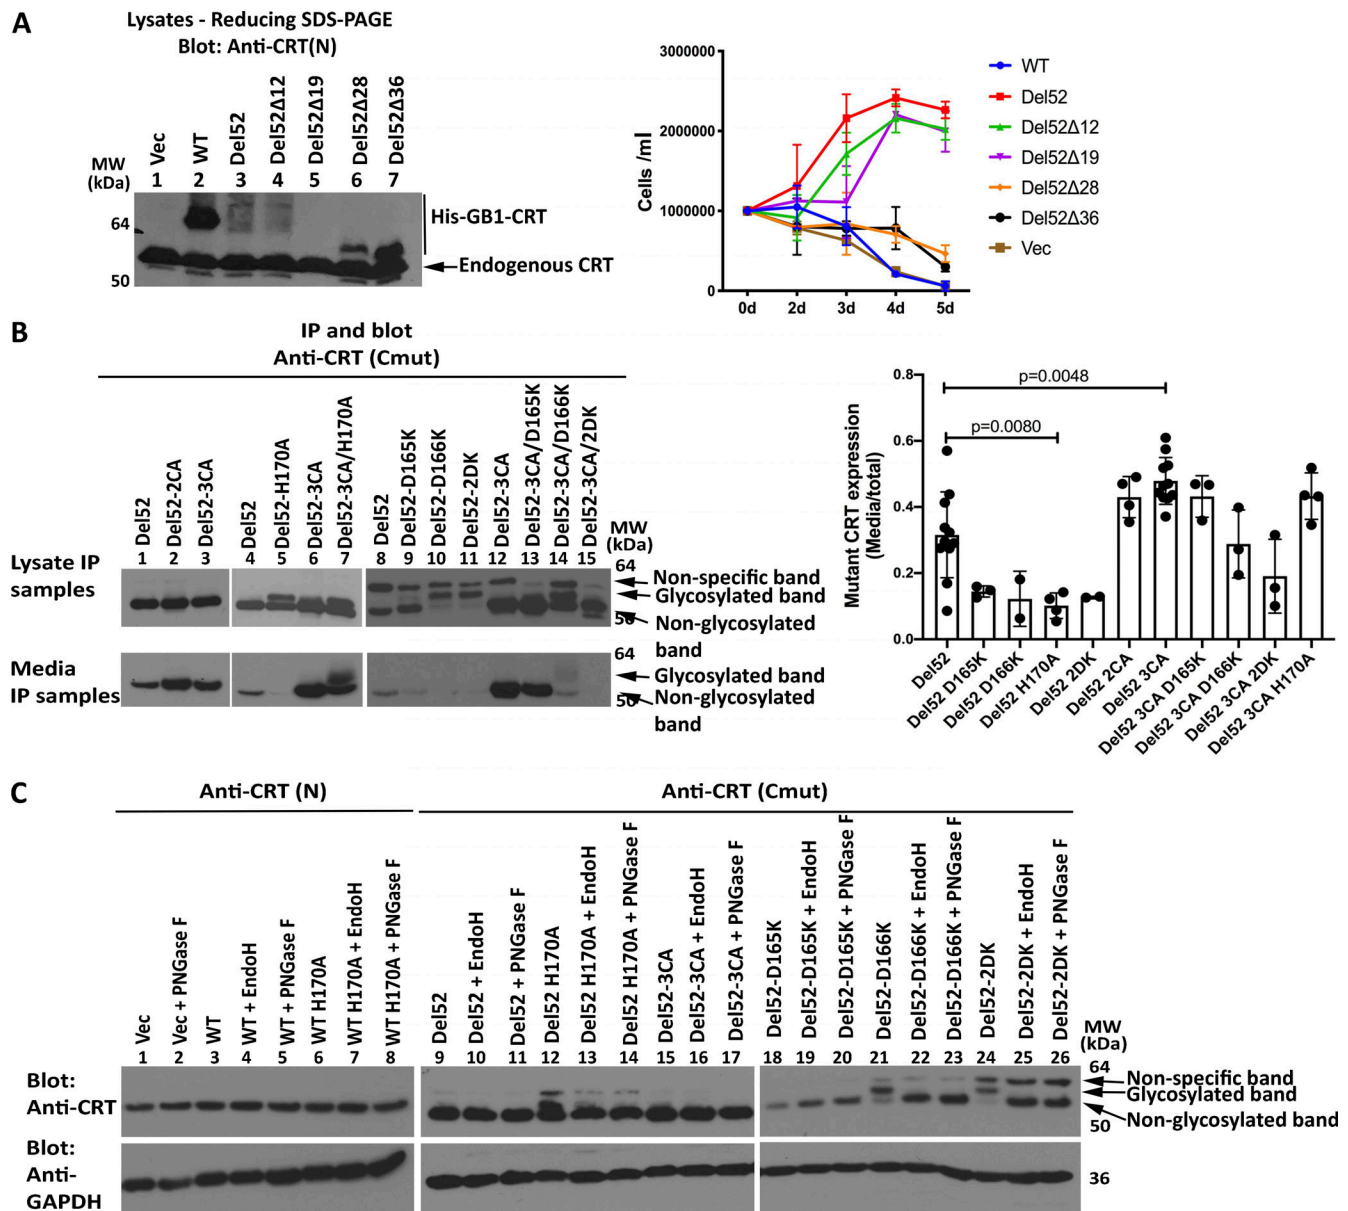 A
Lysates - Reducing SDS-PAGE
Blot: Anti-CRT(N)
MW
(kDa)
Vec
WT
Del52
Del52Δ12
Del52Δ19
Del52Δ28
Del52Δ36
1 2 3 4 5 6 7
64
50
His-GB1-CRT
Endogenous CRT
Cells /ml
3000000
2000000
1000000
0
0d 2d 3d 4d 5d
WT
Del52
Del52Δ12
Del52Δ19
Del52Δ28
Del52Δ36
Vec
B
IP and blot
Anti-CRT (Cmut)
Del52
Del52-2CA
Del52-3CA
Del52
Del52-H170A
Del52-3CA
Del52-3CA/H170A
Del52
Del52-D165K
Del52-D166K
Del52-2DK
Del52-3CA
Del52-3CA/D165K
Del52-3CA/D166K
Del52-3CA/2DK
1 2 3 4 5 6 7 8 9 10 11 12 13 14 15
MW
(kDa)
Lysate IP
samples
64
50
Non-specific band
Glycosylated band
Non-glycosylated
band
Media
IP samples
64
50
Glycosylated band
Non-glycosylated
band
Mutant CRT expression
(Media/total)
0.8
0.6
0.4
0.2
0.0
p=0.0048
p=0.0080
Del52
Del52 D165K
Del52 D166K
Del52 H170A
Del52 2DK
Del52 2CA
Del52 3CA
Del52 3CA D165K
Del52 3CA D166K
Del52 3CA 2DK
Del52 3CA H170A
C
Anti-CRT (N)
Anti-CRT (Cmut)
Vec
Vec + PNGase F
WT
WT + EndoH
WT + PNGase F
WT H170A
WT H170A + EndoH
WT H170A + PNGase F
Del52
Del52 + EndoH
Del52 + PNGase F
Del52 H170A
Del52 H170A + EndoH
Del52 H170A + PNGase F
Del52-3CA
Del52-3CA + EndoH
Del52-3CA + PNGase F
Del52-D165K
Del52-D165K + EndoH
Del52-D165K + PNGase F
Del52-D166K
Del52-D166K + EndoH
Del52-D166K + PNGase F
Del52-2DK
Del52-2DK + EndoH
Del52-2DK + PNGase F
1 2 3 4 5 6 7 8 9 10 11 12 13 14 15 16 17 18 19 20 21 22 23 24 25 26
MW
(kDa)
Blot:
Anti-CRT
64
50
Non-specific band
Glycosylated band
Non-glycosylated band
Blot:
Anti-
GAPDH
36